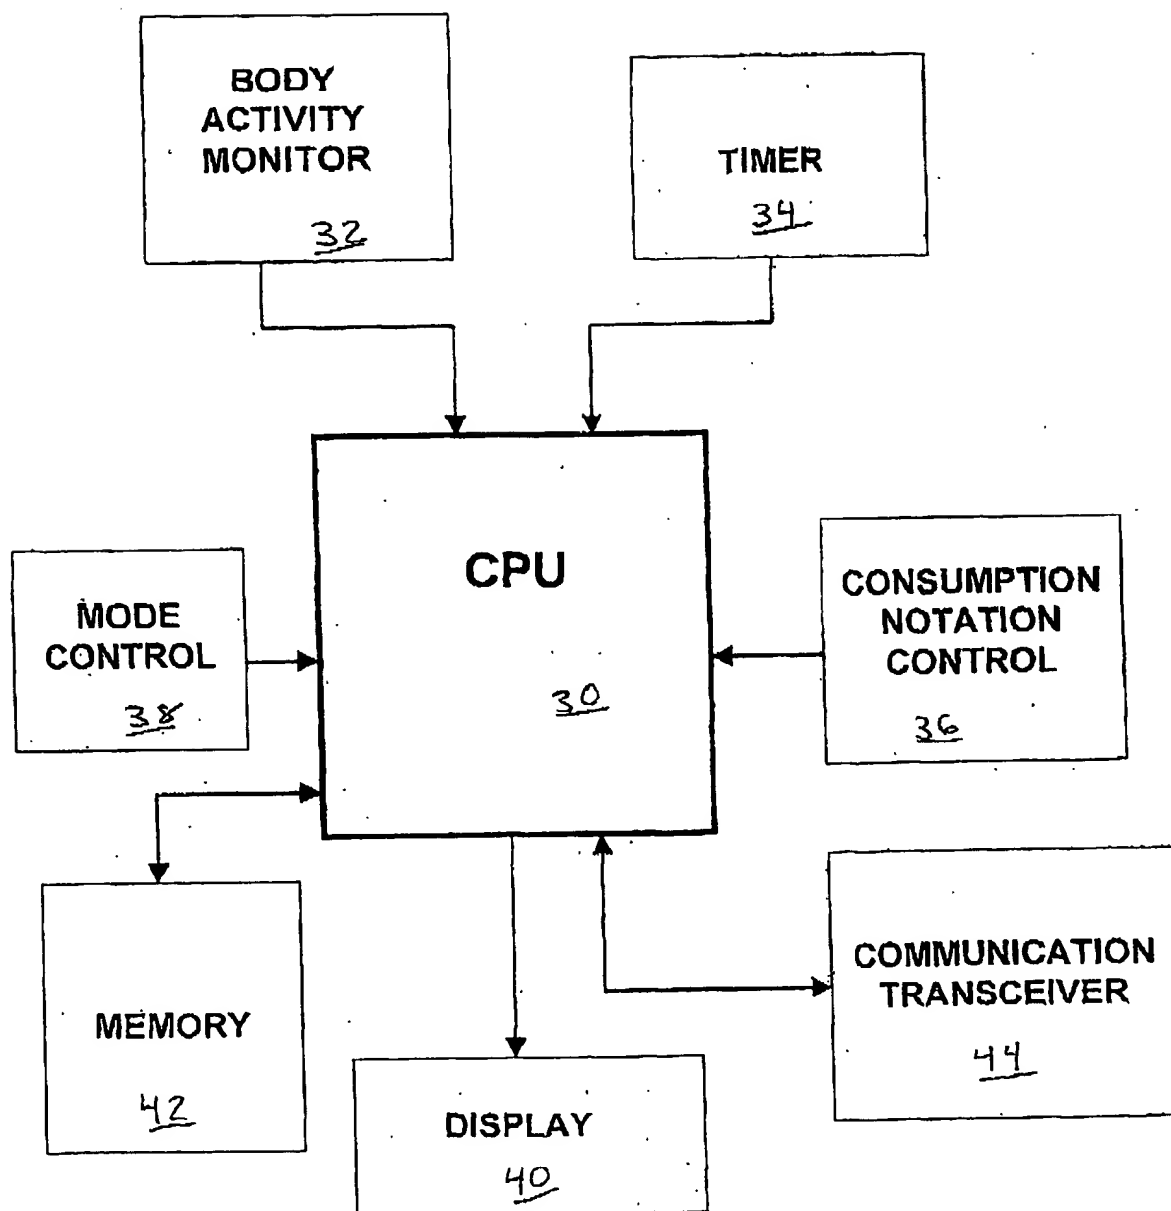 BODY
ACTIVITY
MONITOR
32
TIMER
34
CPU
30
MODE
CONTROL
38
CONSUMPTION
NOTATION
CONTROL
36
MEMORY
42
DISPLAY
40
COMMUNICATION
TRANSCEIVER
44